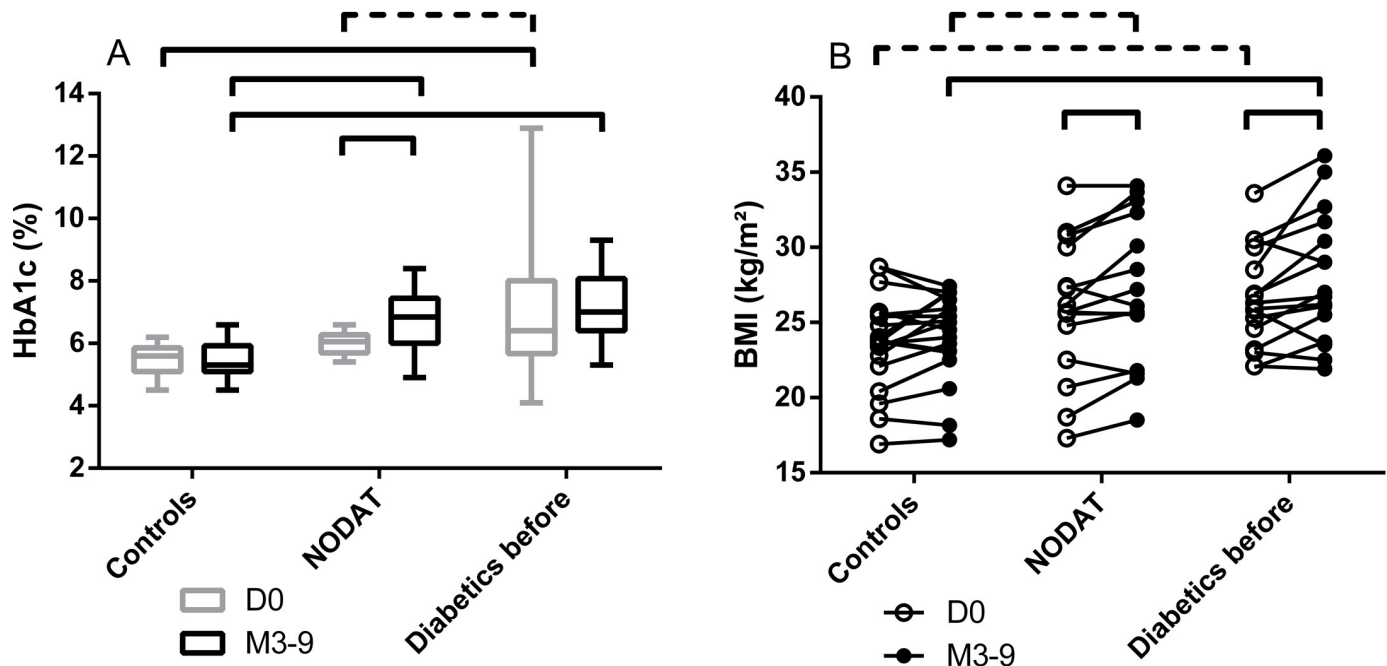 A
HbA1c (%)
14
12
10
8
6
4
2
Controls
NODAT
Diabetics before
D0
M3-9
B
BMI (kg/m²)
40
35
30
25
20
15
Controls
NODAT
Diabetics before
D0
M3-9